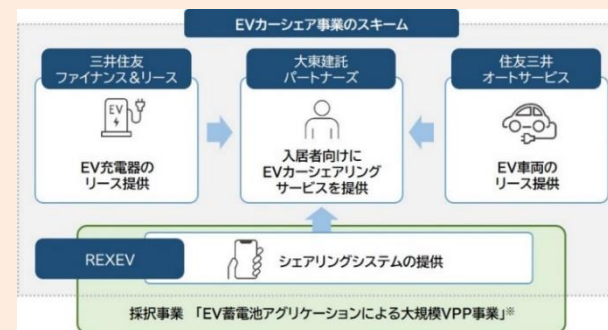 EVカーシェア事業のスキーム
三井住友
ファイナンス&リース
EV
EV充電器の
リース提供
大東建託
パートナーズ
入居者向けに
EVカーシェアリング
サービスを提供
住友三井
オートサービス
EV車両の
リース提供
REXEV
シェアリングシステムの提供
採択事業 「EV蓄電池アグリケーションによる大規模VPP事業」※